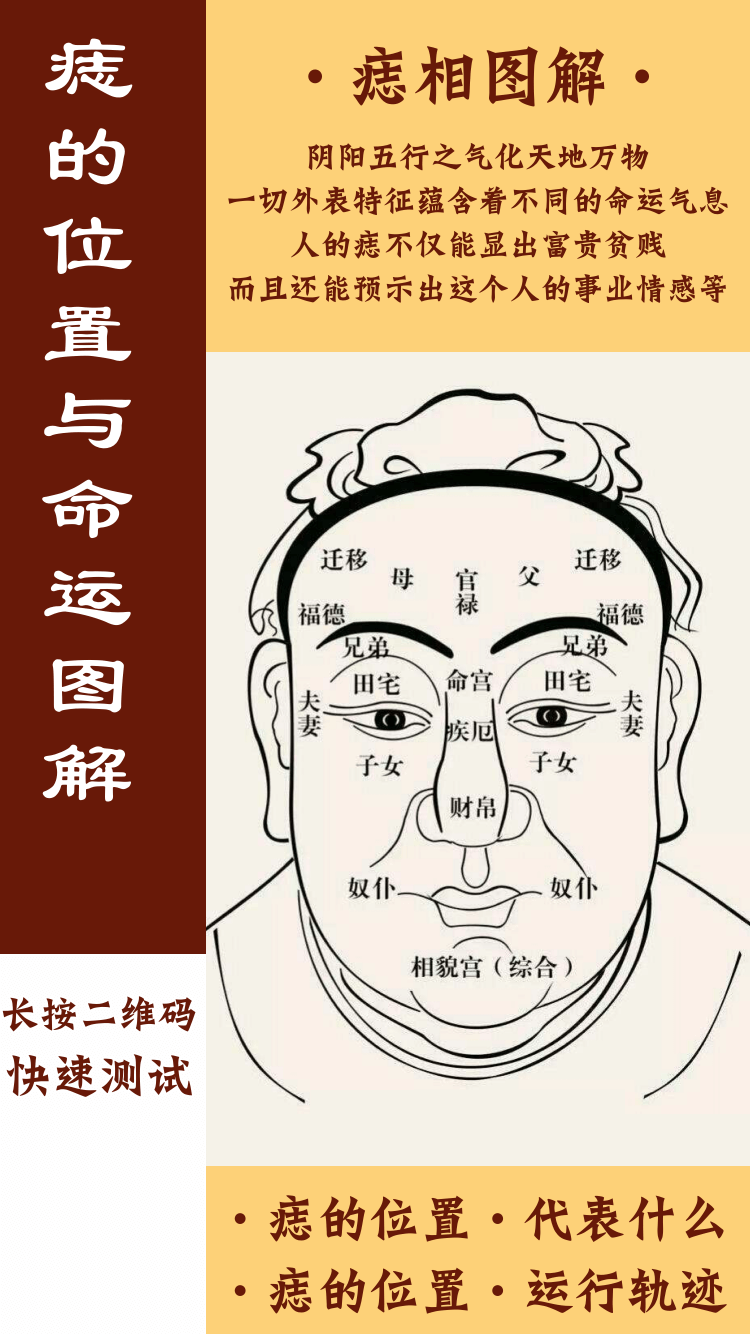 痣的位置与命运图解
·痣相图解·
阴阳五行之气化天地万物
一切外表特征蕴含着不同的命运气息
人的痣不仅能显出富贵贫贱
而且还能预示出这个人的事业情感等
迁移 母 官禄 父 迁移
福德 福德
兄弟 兄弟
田宅 命宫 田宅
夫妻 疾厄 夫妻
子女 子女
财帛
奴仆 奴仆
相貌宫（综合）
长按二维码
快速测试
·痣的位置·代表什么
·痣的位置·运行轨迹